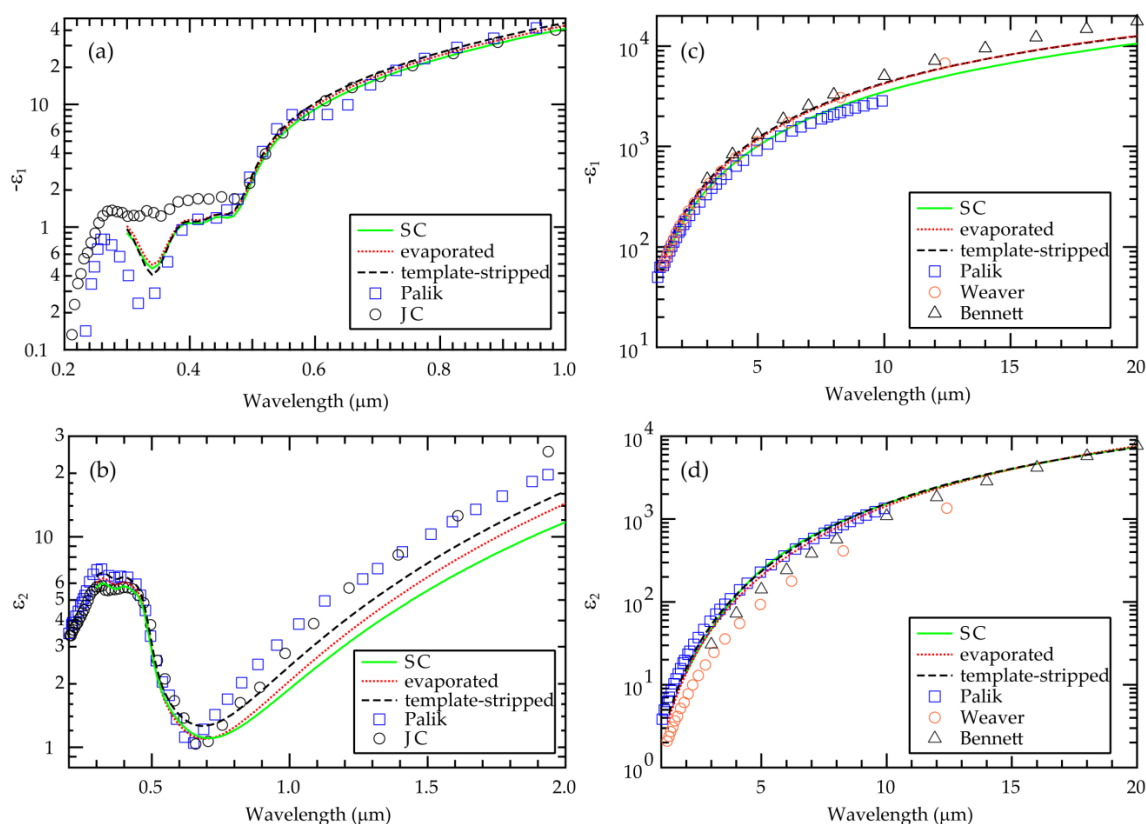 (a)
-ε1
4
2
10
4
2
1
6
4
2
0.1
0.2
0.4
0.6
0.8
1.0
Wavelength (μm)
SC
evaporated
template-stripped
Palik
JC
(c)
-ε1
10^4
10^3
10^2
10^1
5
10
15
20
Wavelength (μm)
SC
evaporated
template-stripped
Palik
Weaver
Bennett
(b)
ε2
3
2
10
6
5
4
3
2
1
0.5
1.0
1.5
2.0
Wavelength (μm)
SC
evaporated
template-stripped
Palik
JC
(d)
ε2
10^4
10^3
10^2
10^1
10^0
5
10
15
20
Wavelength (μm)
SC
evaporated
template-stripped
Palik
Weaver
Bennett